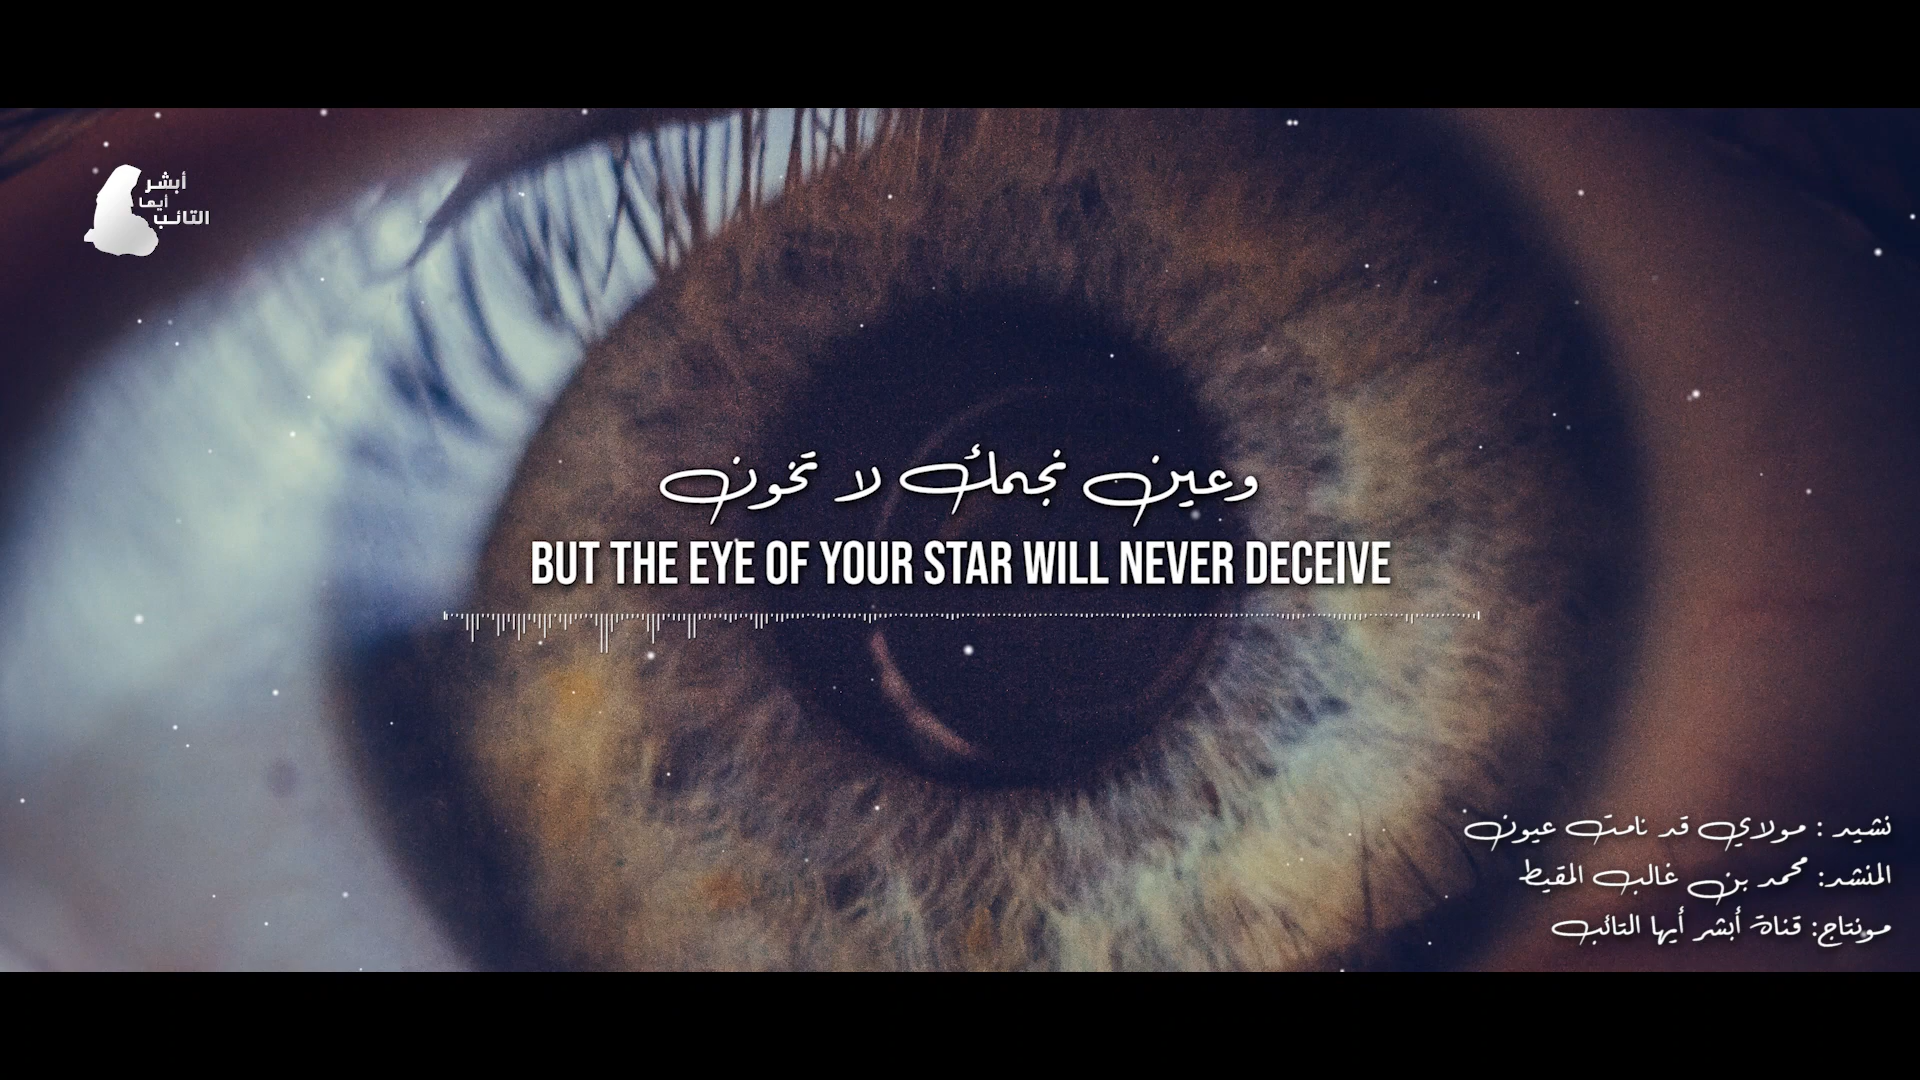 أبشر
أيها
التائب
وعين نجمك لا تخون
BUT THE EYE OF YOUR STAR WILL NEVER DECEIVE
نشيد : مولاي قد نامت عيون
المنشد: محمد بن غالب المقيط
مونتاج: قناة أبشر أيها التائب